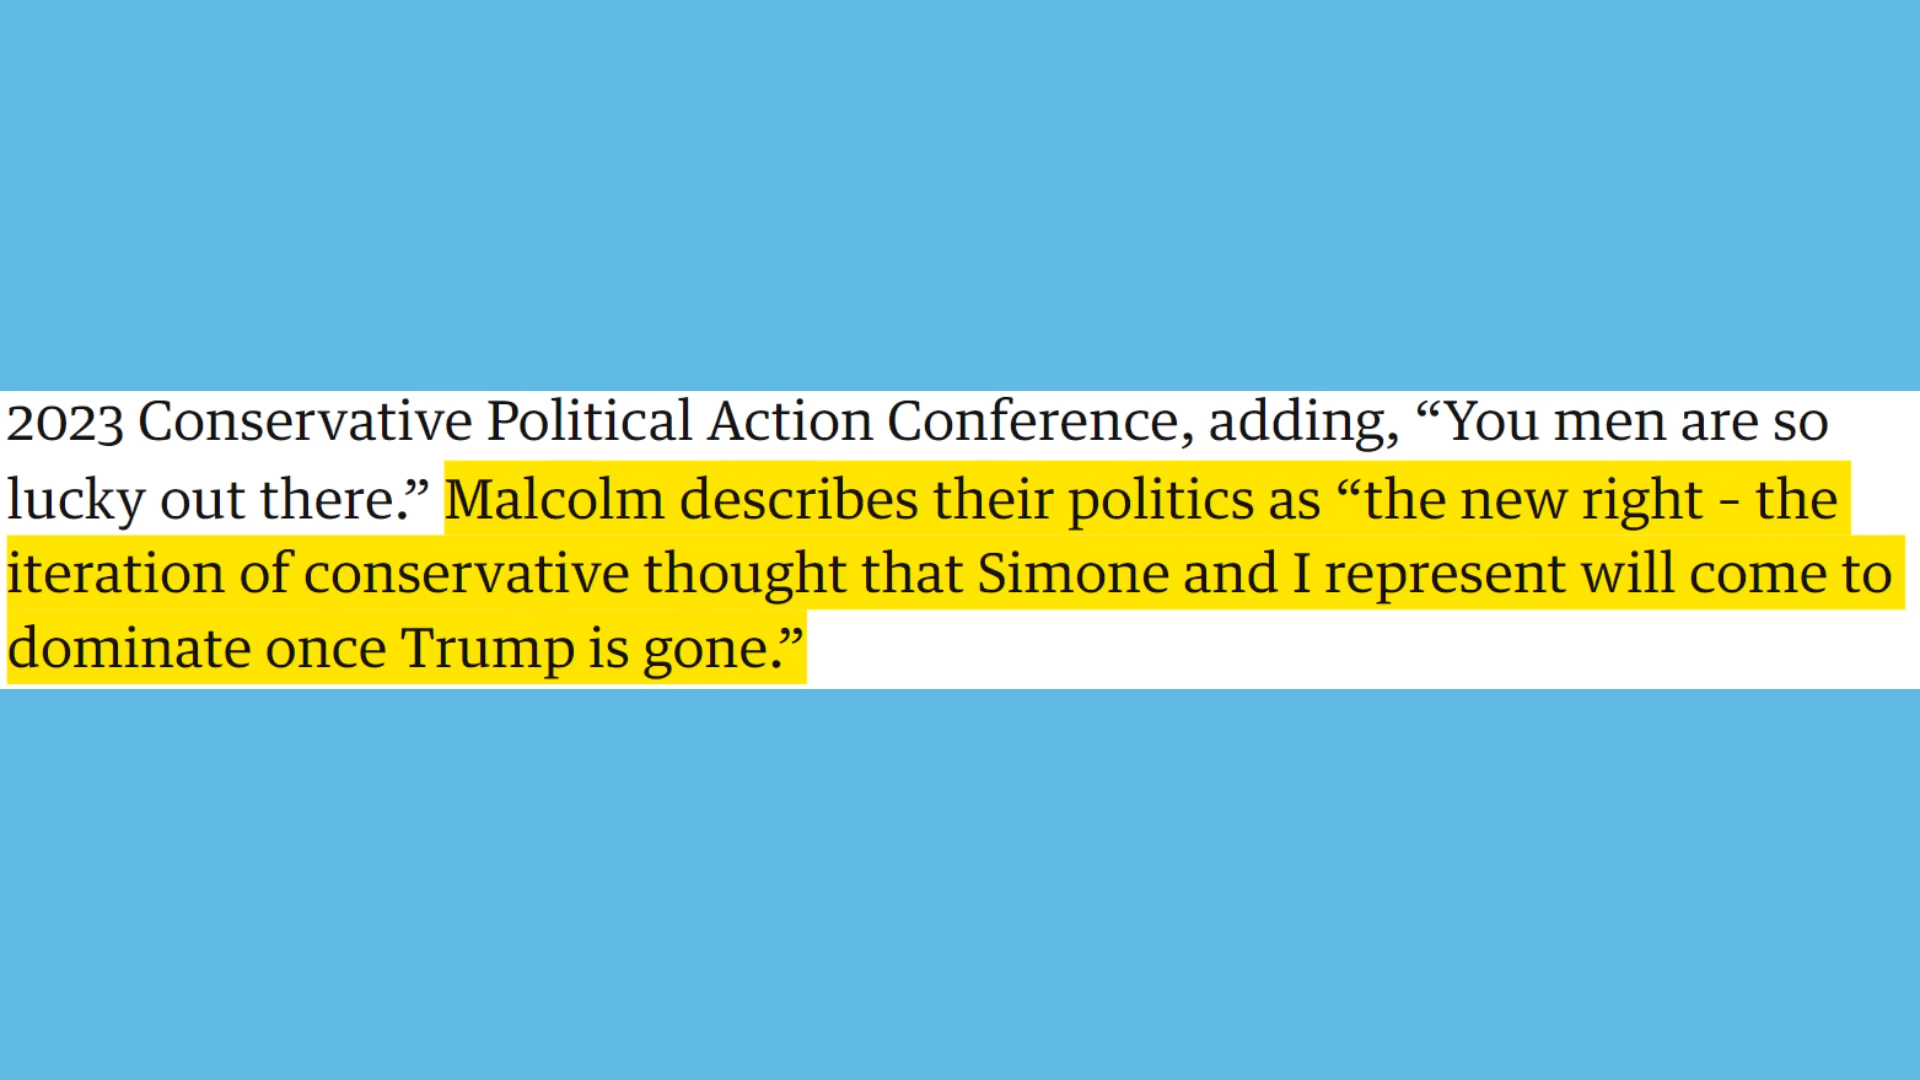 2023 Conservative Political Action Conference, adding, “You men are so
lucky out there.” Malcolm describes their politics as “the new right – the
iteration of conservative thought that Simone and I represent will come to
dominate once Trump is gone.”